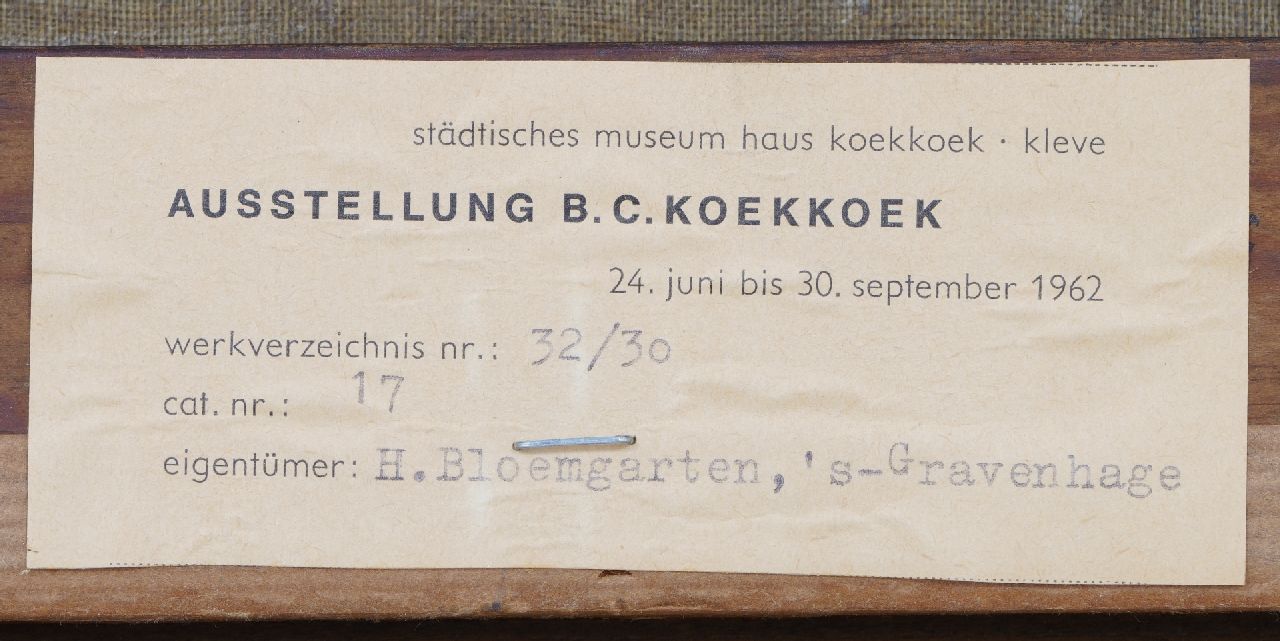 städtisches museum haus koekkoek · kleve
AUSSTELLUNG B.C.KOEKKOEK
24. juni bis 30. september 1962
werkverzeichnis nr.: 32/30
cat. nr.: 17
eigentümer: H.Bloemgarten,'s-Gravenhage